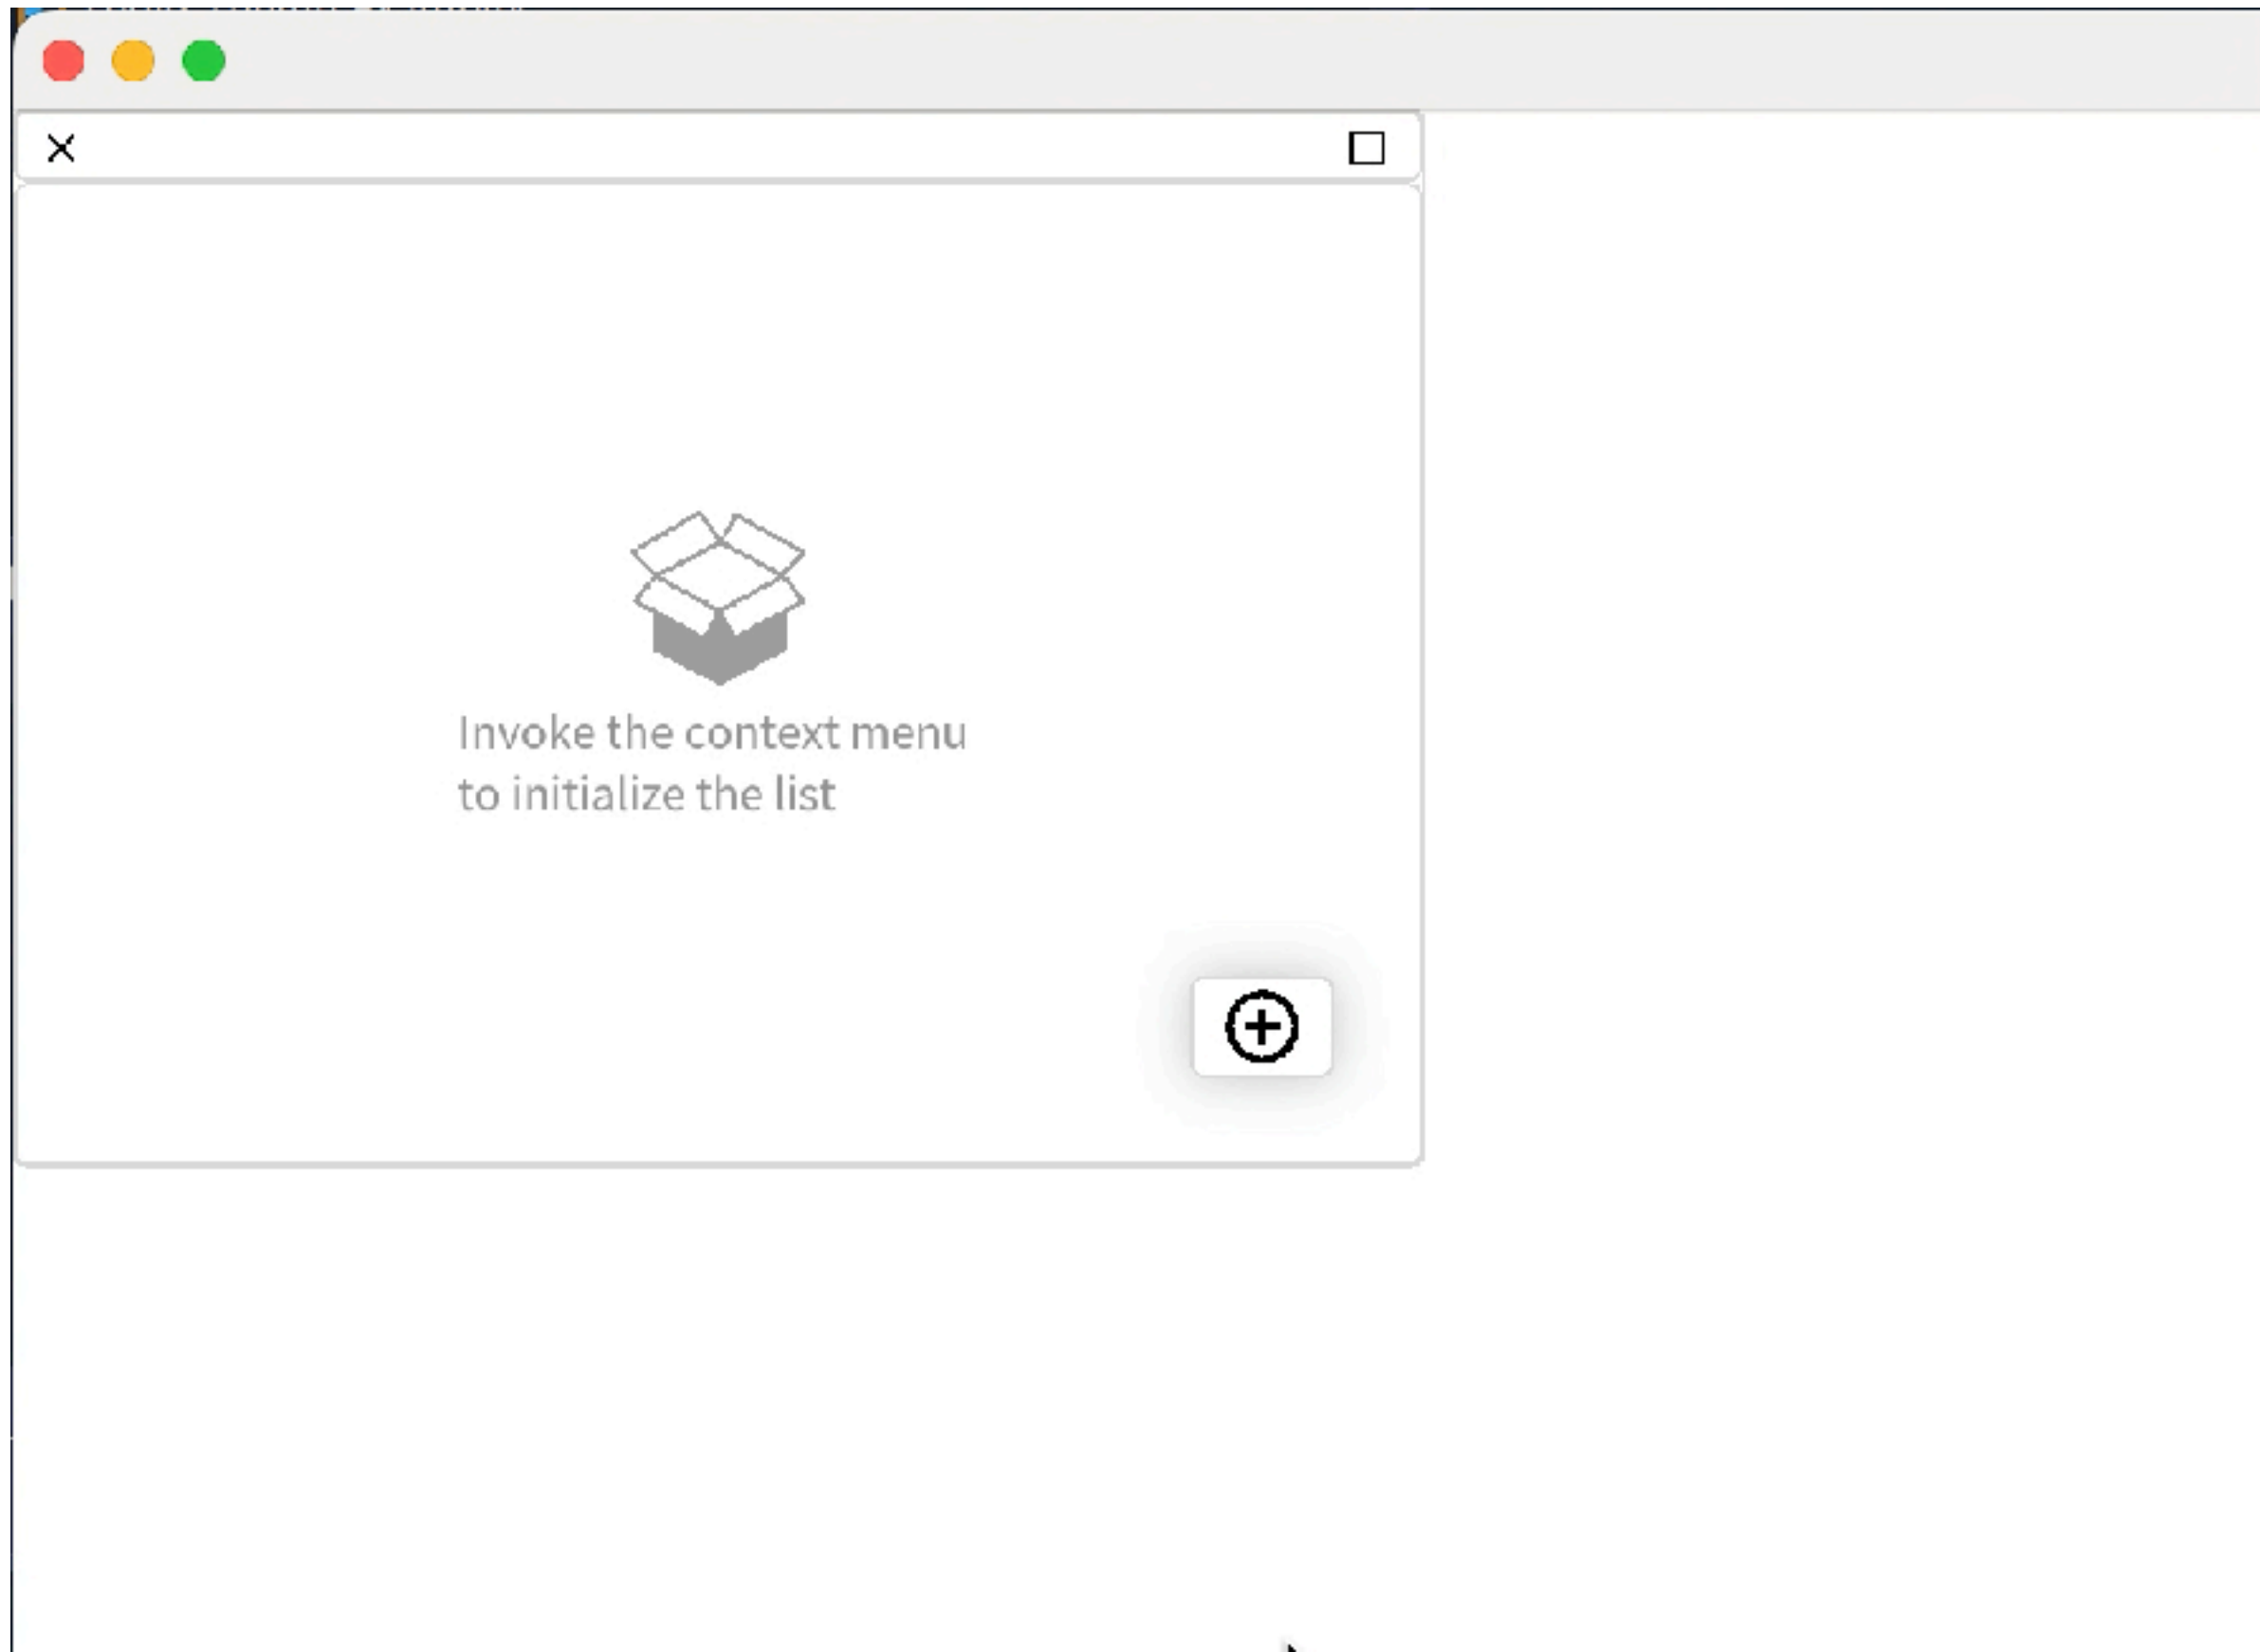 Invoke the context menu
to initialize the list